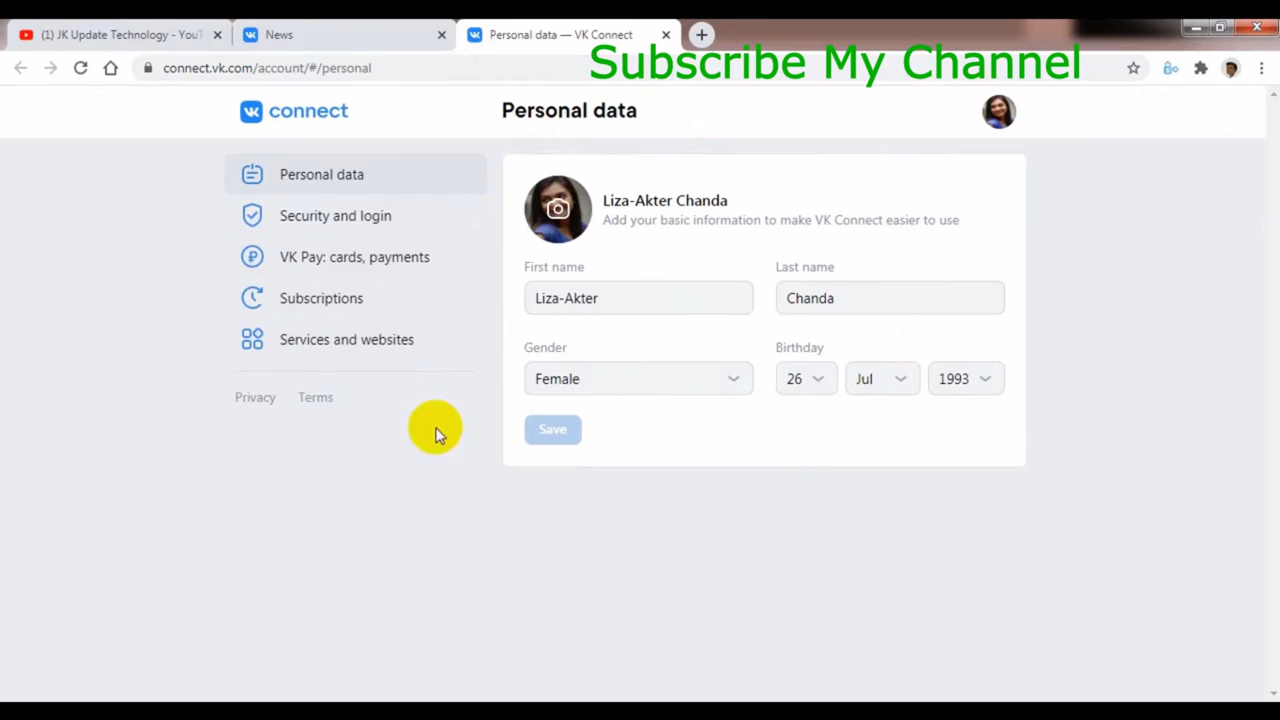 (1) JK Update Technology - YouT
News
Personal data — VK Connect
Subscribe My Channel
connect.vk.com/account/#/personal
VK connect
Personal data
Personal data
Security and login
VK Pay: cards, payments
Subscriptions
Services and websites
Privacy Terms
Liza-Akter Chanda
Add your basic information to make VK Connect easier to use
First name Last name
Liza-Akter Chanda
Gender Birthday
Female 26 Jul 1993
Save